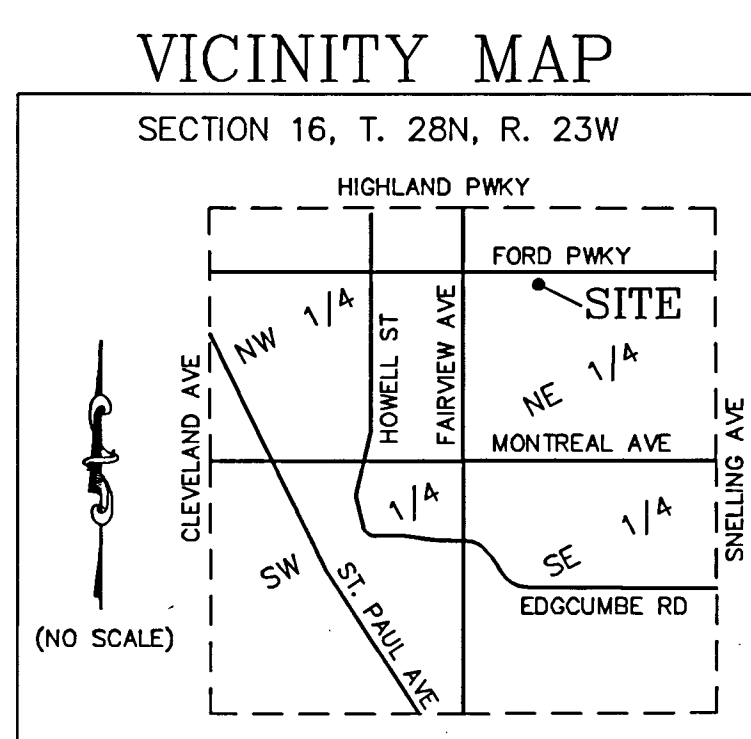 VICINITY MAP
SECTION 16, T. 28N, R. 23W
HIGHLAND PWKY
FORD PWKY
SITE
NW 1/4
HOWELL ST
FAIRVIEW AVE
NE 1/4
CLEVELAND AVE
MONTREAL AVE
SNELLING AVE
SW 1/4
SE 1/4
ST. PAUL AVE
EDGCUMBE RD
(NO SCALE)